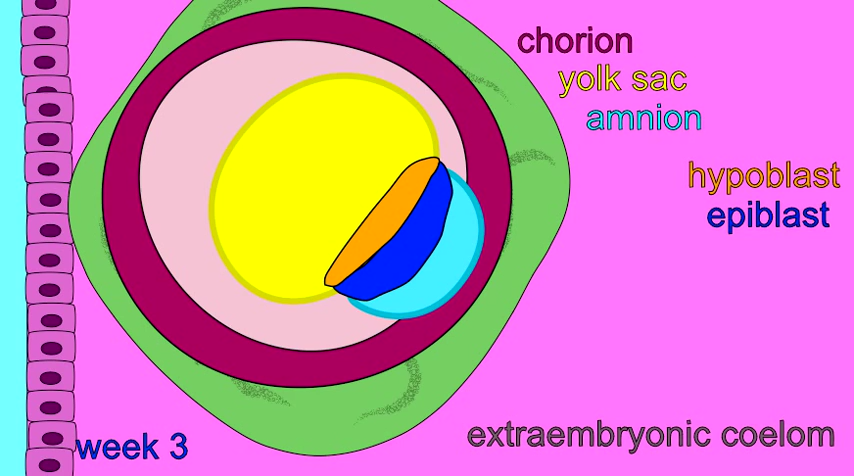 chorion
yolk sac
amnion
hypoblast
epiblast
extraembryonic coelom
week 3